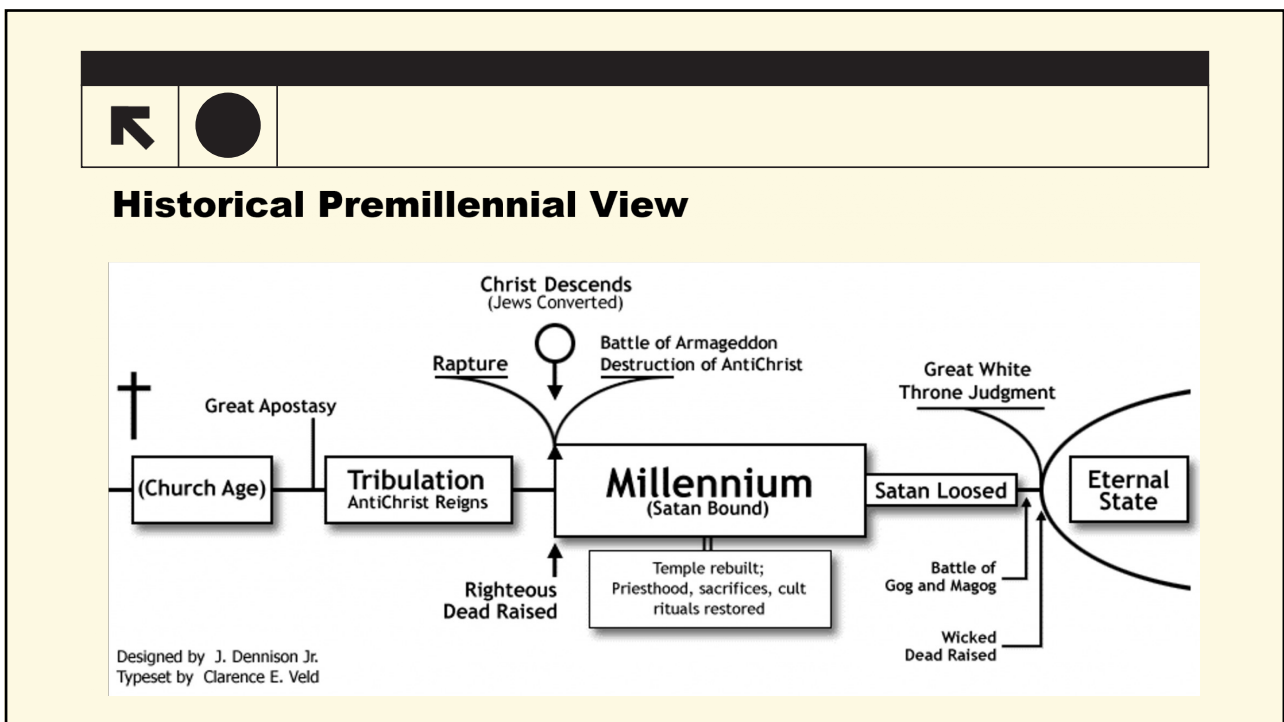 Historical Premillennial View
Christ Descends
(Jews Converted)
Rapture
Battle of Armageddon
Destruction of AntiChrist
Great White
Throne Judgment
Great Apostasy
(Church Age)
Tribulation
AntiChrist Reigns
Millennium
(Satan Bound)
Satan Loosed
Eternal
State
Righteous
Dead Raised
Temple rebuilt;
Priesthood, sacrifices, cult
rituals restored
Battle of
Gog and Magog
Wicked
Dead Raised
Designed by J. Dennison Jr.
Typeset by Clarence E. Veld